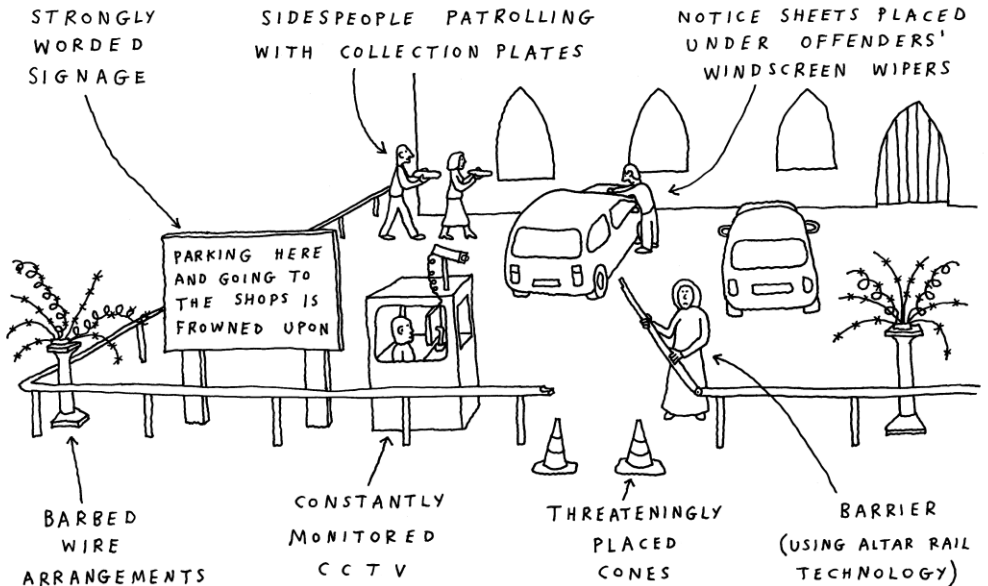 STRONGLY
WORDED
SIGNAGE
SIDESPEOPLE PATROLLING
WITH COLLECTION PLATES
NOTICE SHEETS PLACED
UNDER OFFENDERS'
WINDSCREEN WIPERS
PARKING HERE
AND GOING TO
THE SHOPS IS
FROWNED UPON
BARBED
WIRE
ARRANGEMENTS
CONSTANTLY
MONITORED
CCTV
THREATENINGLY
PLACED
CONES
BARRIER
(USING ALTAR RAIL
TECHNOLOGY)